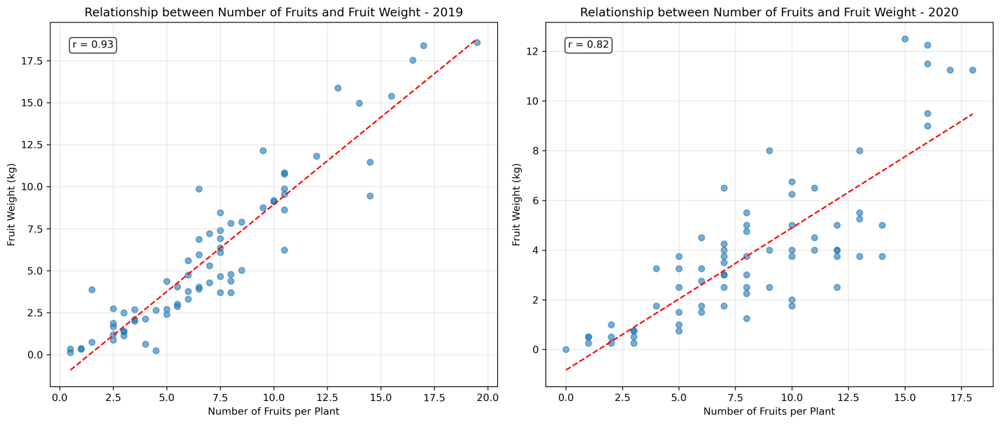 Relationship between Number of Fruits and Fruit Weight - 2019
r = 0.93
17.5
15.0
12.5
10.0
7.5
5.0
2.5
0.0
Fruit Weight (kg)
0.0 2.5 5.0 7.5 10.0 12.5 15.0 17.5 20.0
Number of Fruits per Plant
Relationship between Number of Fruits and Fruit Weight - 2020
r = 0.82
12
10
8
6
4
2
0
Fruit Weight (kg)
0.0 2.5 5.0 7.5 10.0 12.5 15.0 17.5
Number of Fruits per Plant